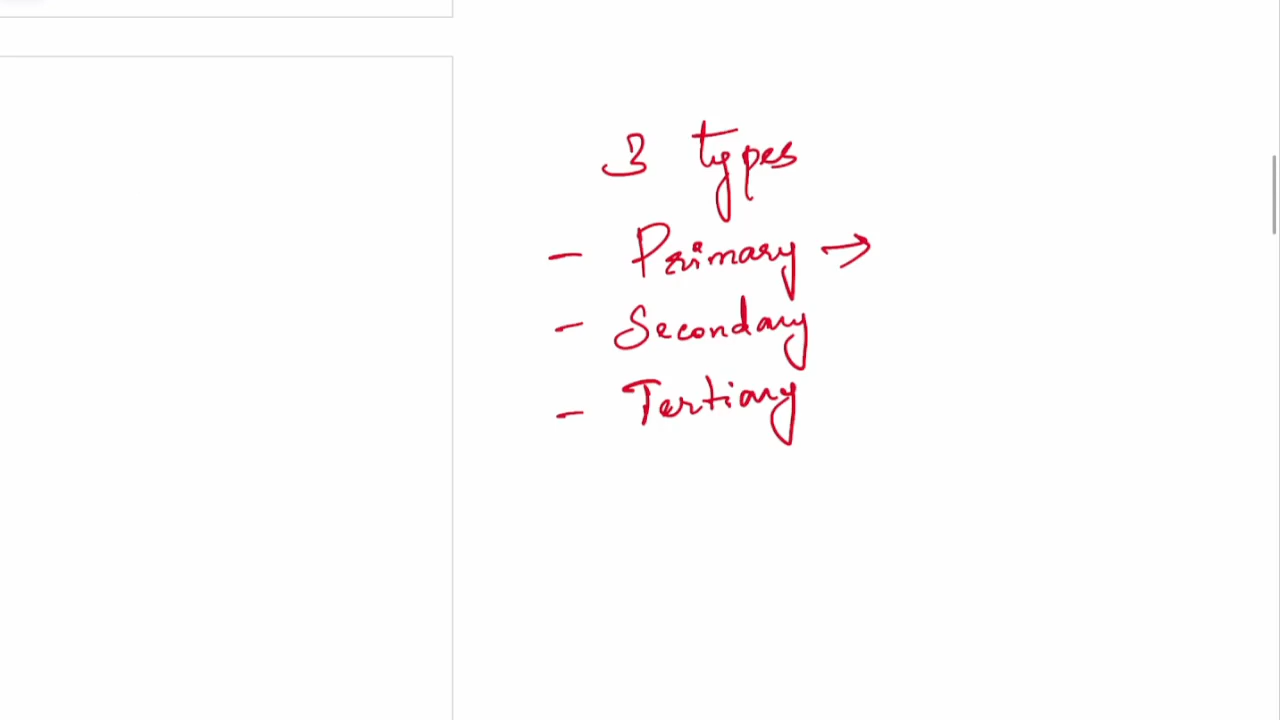 3 types
- Primary →
- Secondary
- Tertiary